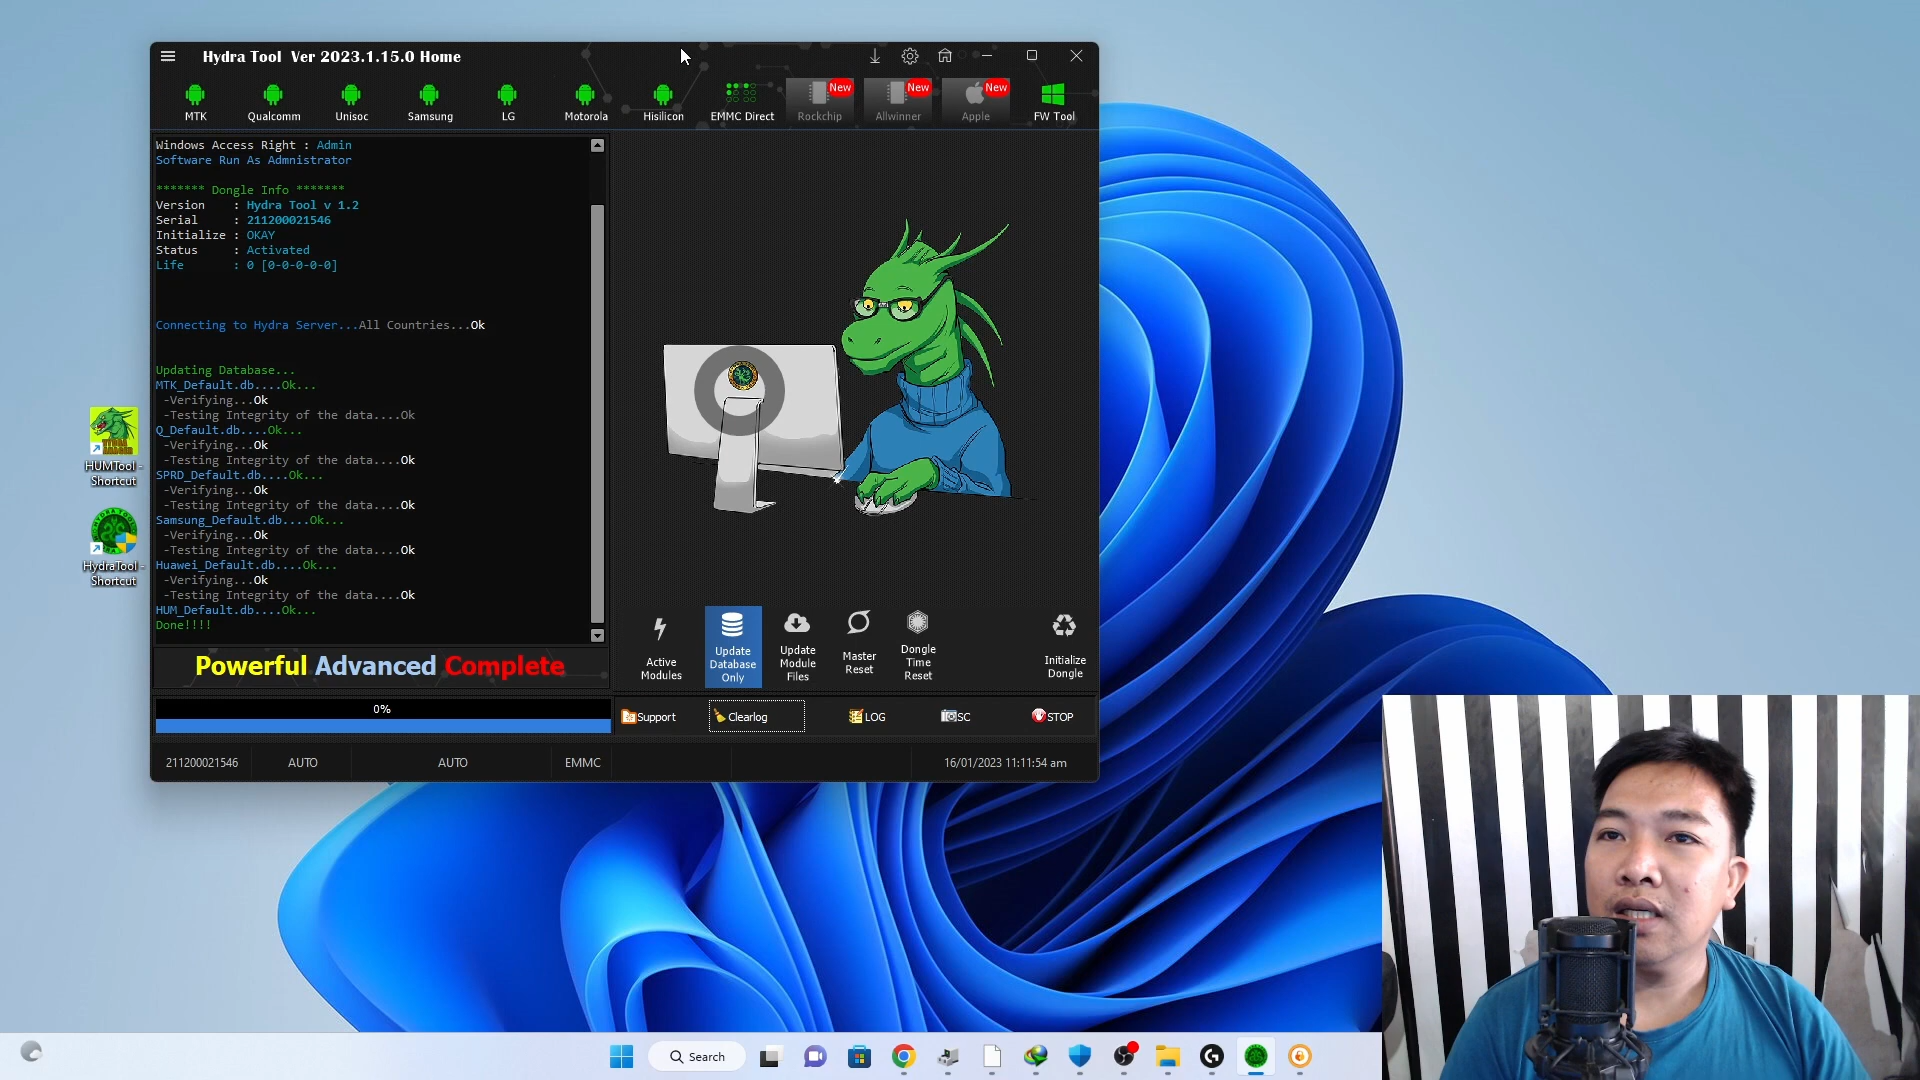 Hydra Tool Ver 2023.1.15.0 Home
MTK
Qualcomm
Unisoc
Samsung
LG
Motorola
Hisilicon
EMMC Direct
New
Rockchip
New
Allwinner
New
Apple
FW Tool
Windows Access Right : Admin
Software Run As Admnistrator
******* Dongle Info *******
Version : Hydra Tool v 1.2
Serial : 211200021546
Initialize : OKAY
Status : Activated
Life : 0 [0-0-0-0-0]
Connecting to Hydra Server...All Countries...Ok
Updating Database...
MTK_Default.db....Ok...
-Verifying...Ok
-Testing Integrity of the data....Ok
Q_Default.db....Ok...
-Verifying...Ok
-Testing Integrity of the data....Ok
SPRD_Default.db....Ok...
-Verifying...Ok
-Testing Integrity of the data....Ok
Samsung_Default.db....Ok...
-Verifying...Ok
-Testing Integrity of the data....Ok
Huawei_Default.db....Ok...
-Verifying...Ok
-Testing Integrity of the data....Ok
HUM_Default.db....Ok...
Done!!!!
Powerful Advanced Complete
0%
Active Modules
Update Database Only
Update Module Files
Master Reset
Dongle Time Reset
Initialize Dongle
Support
Clearlog
LOG
SC
STOP
211200021546
AUTO
AUTO
EMMC
16/01/2023 11:11:54 am
HUMTool -
Shortcut
HydraTool -
Shortcut
Search